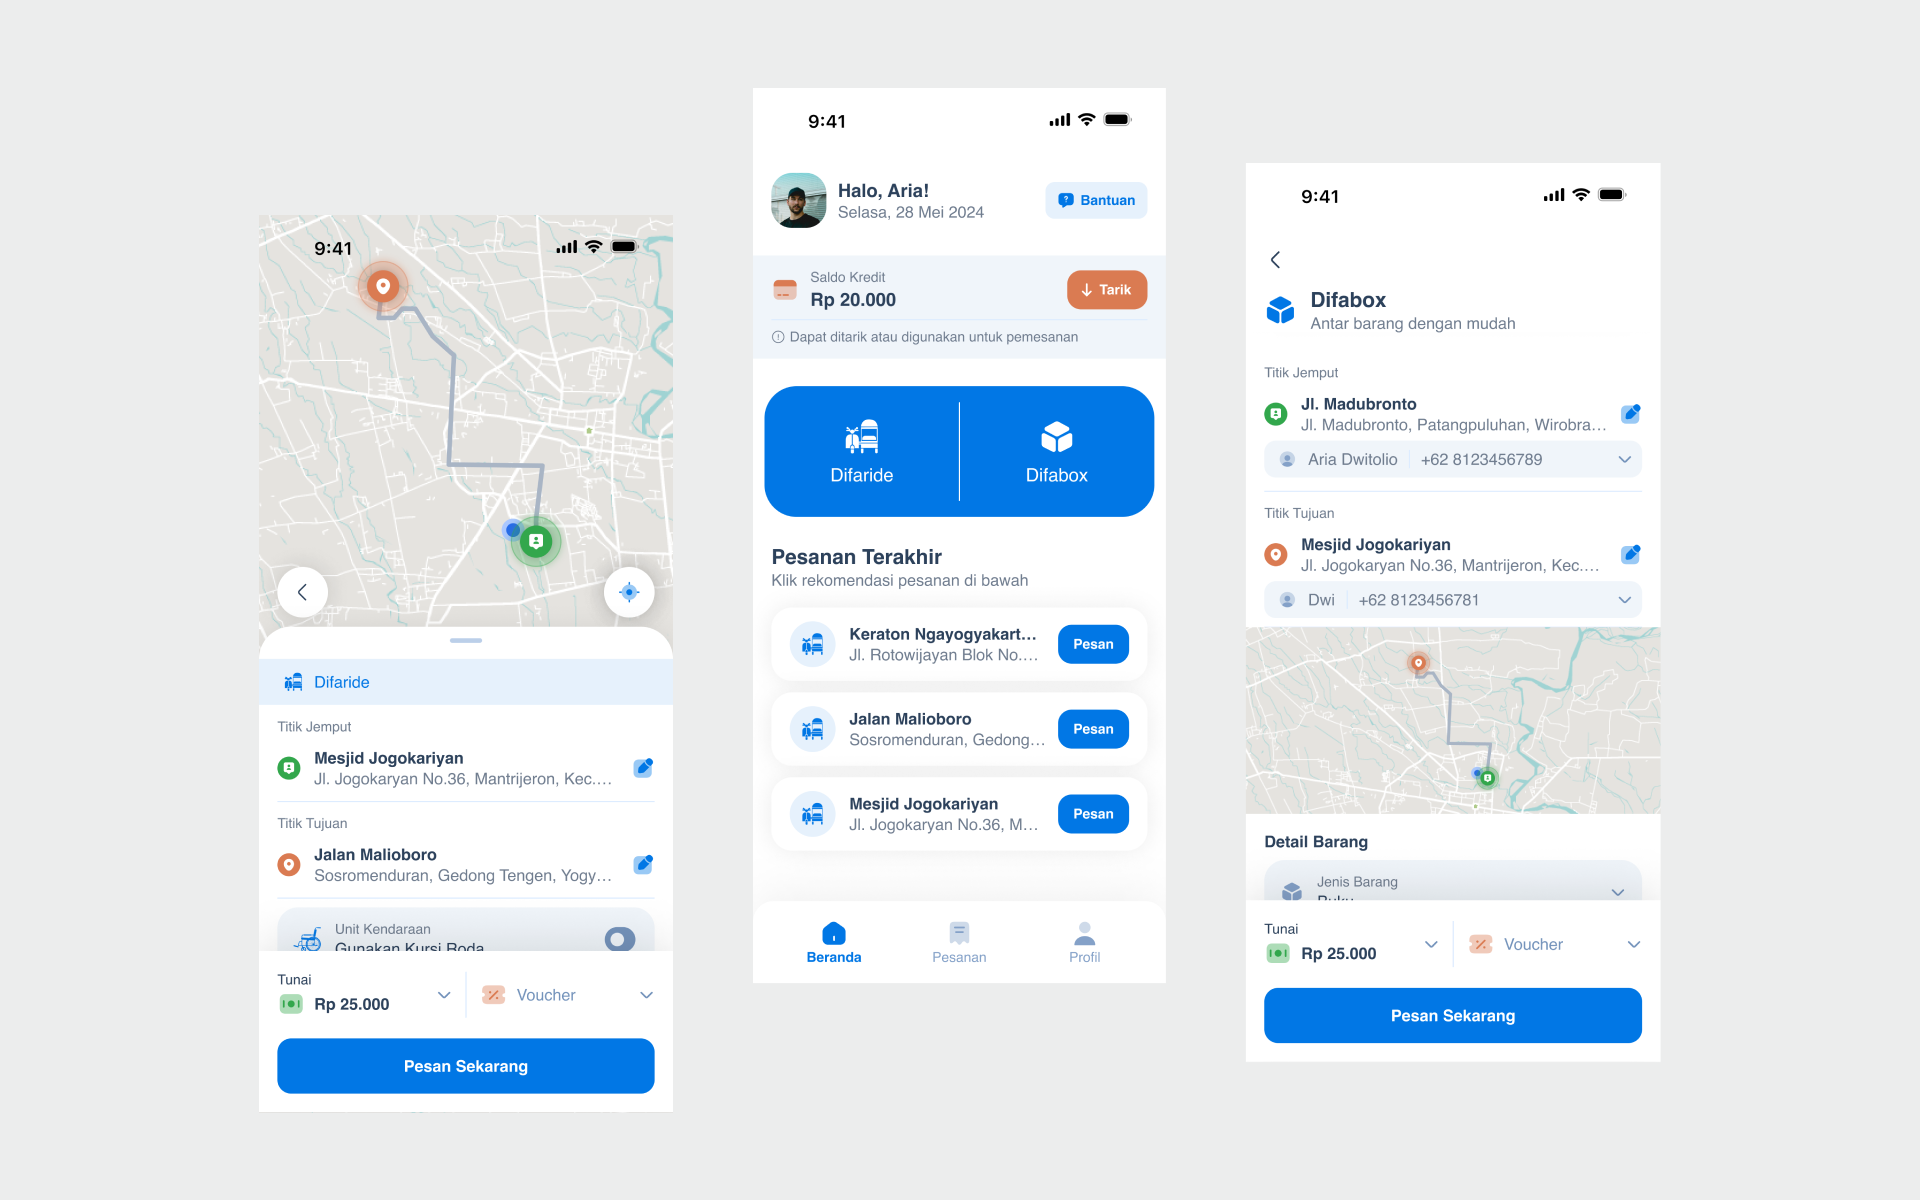 9:41
Difaride
Titik Jemput
Mesjid Jogokariyan
Jl. Jogokaryan No.36, Mantrijeron, Kec....
Titik Tujuan
Jalan Malioboro
Sosromenduran, Gedong Tengen, Yogy...
Unit Kendaraan
Gunakan Kursi Roda
Tunai
Rp 25.000
Voucher
Pesan Sekarang
9:41
Halo, Aria!
Selasa, 28 Mei 2024
Bantuan
Saldo Kredit
Rp 20.000
Tarik
Dapat ditarik atau digunakan untuk pemesanan
Difaride
Difabox
Pesanan Terakhir
Klik rekomendasi pesanan di bawah
Keraton Ngayogyakart...
Jl. Rotowijayan Blok No....
Pesan
Jalan Malioboro
Sosromenduran, Gedong...
Pesan
Mesjid Jogokariyan
Jl. Jogokaryan No.36, M...
Pesan
Beranda
Pesanan
Profil
9:41
Difabox
Antar barang dengan mudah
Titik Jemput
Jl. Madubronto
Jl. Madubronto, Patangpuluhan, Wirobra...
Aria Dwitolio
+62 8123456789
Titik Tujuan
Mesjid Jogokariyan
Jl. Jogokaryan No.36, Mantrijeron, Kec....
Dwi
+62 8123456781
Detail Barang
Jenis Barang
Buku
Tunai
Rp 25.000
Voucher
Pesan Sekarang